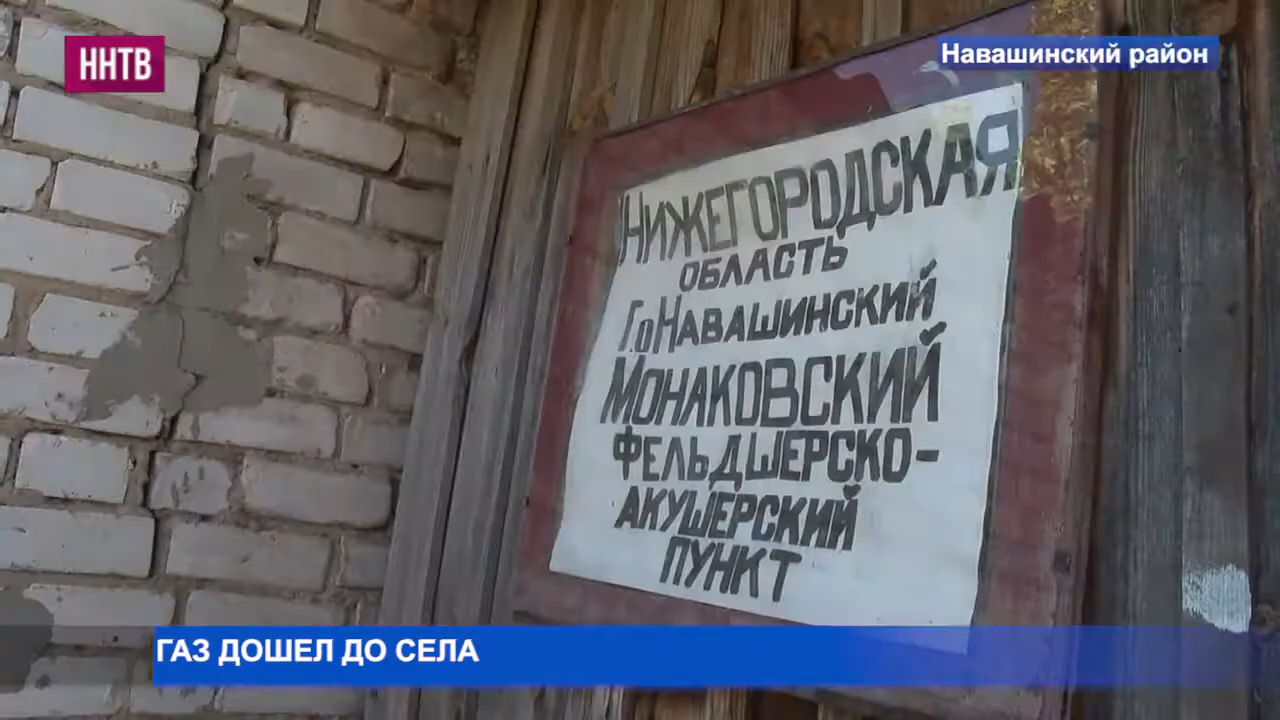 ННТВ
Навашинский район
НИЖЕГОРОДСКАЯ
ОБЛАСТЬ
Г.О НАВАШИНСКИЙ
МОНАКОВСКИЙ
ФЕЛЬДШЕРСКО-
АКУШЕРСКИЙ
ПУНКТ
ГАЗ ДОШЕЛ ДО СЕЛА